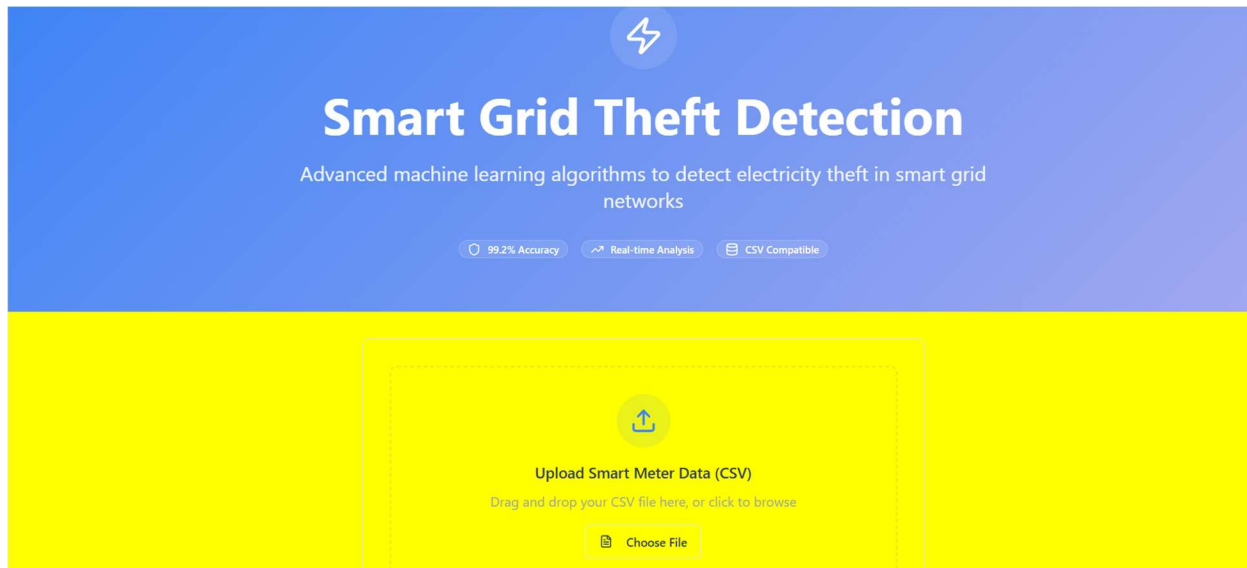 Smart Grid Theft Detection
Advanced machine learning algorithms to detect electricity theft in smart grid
networks
99.2% Accuracy
Real-time Analysis
CSV Compatible
Upload Smart Meter Data (CSV)
Drag and drop your CSV file here, or click to browse
Choose File